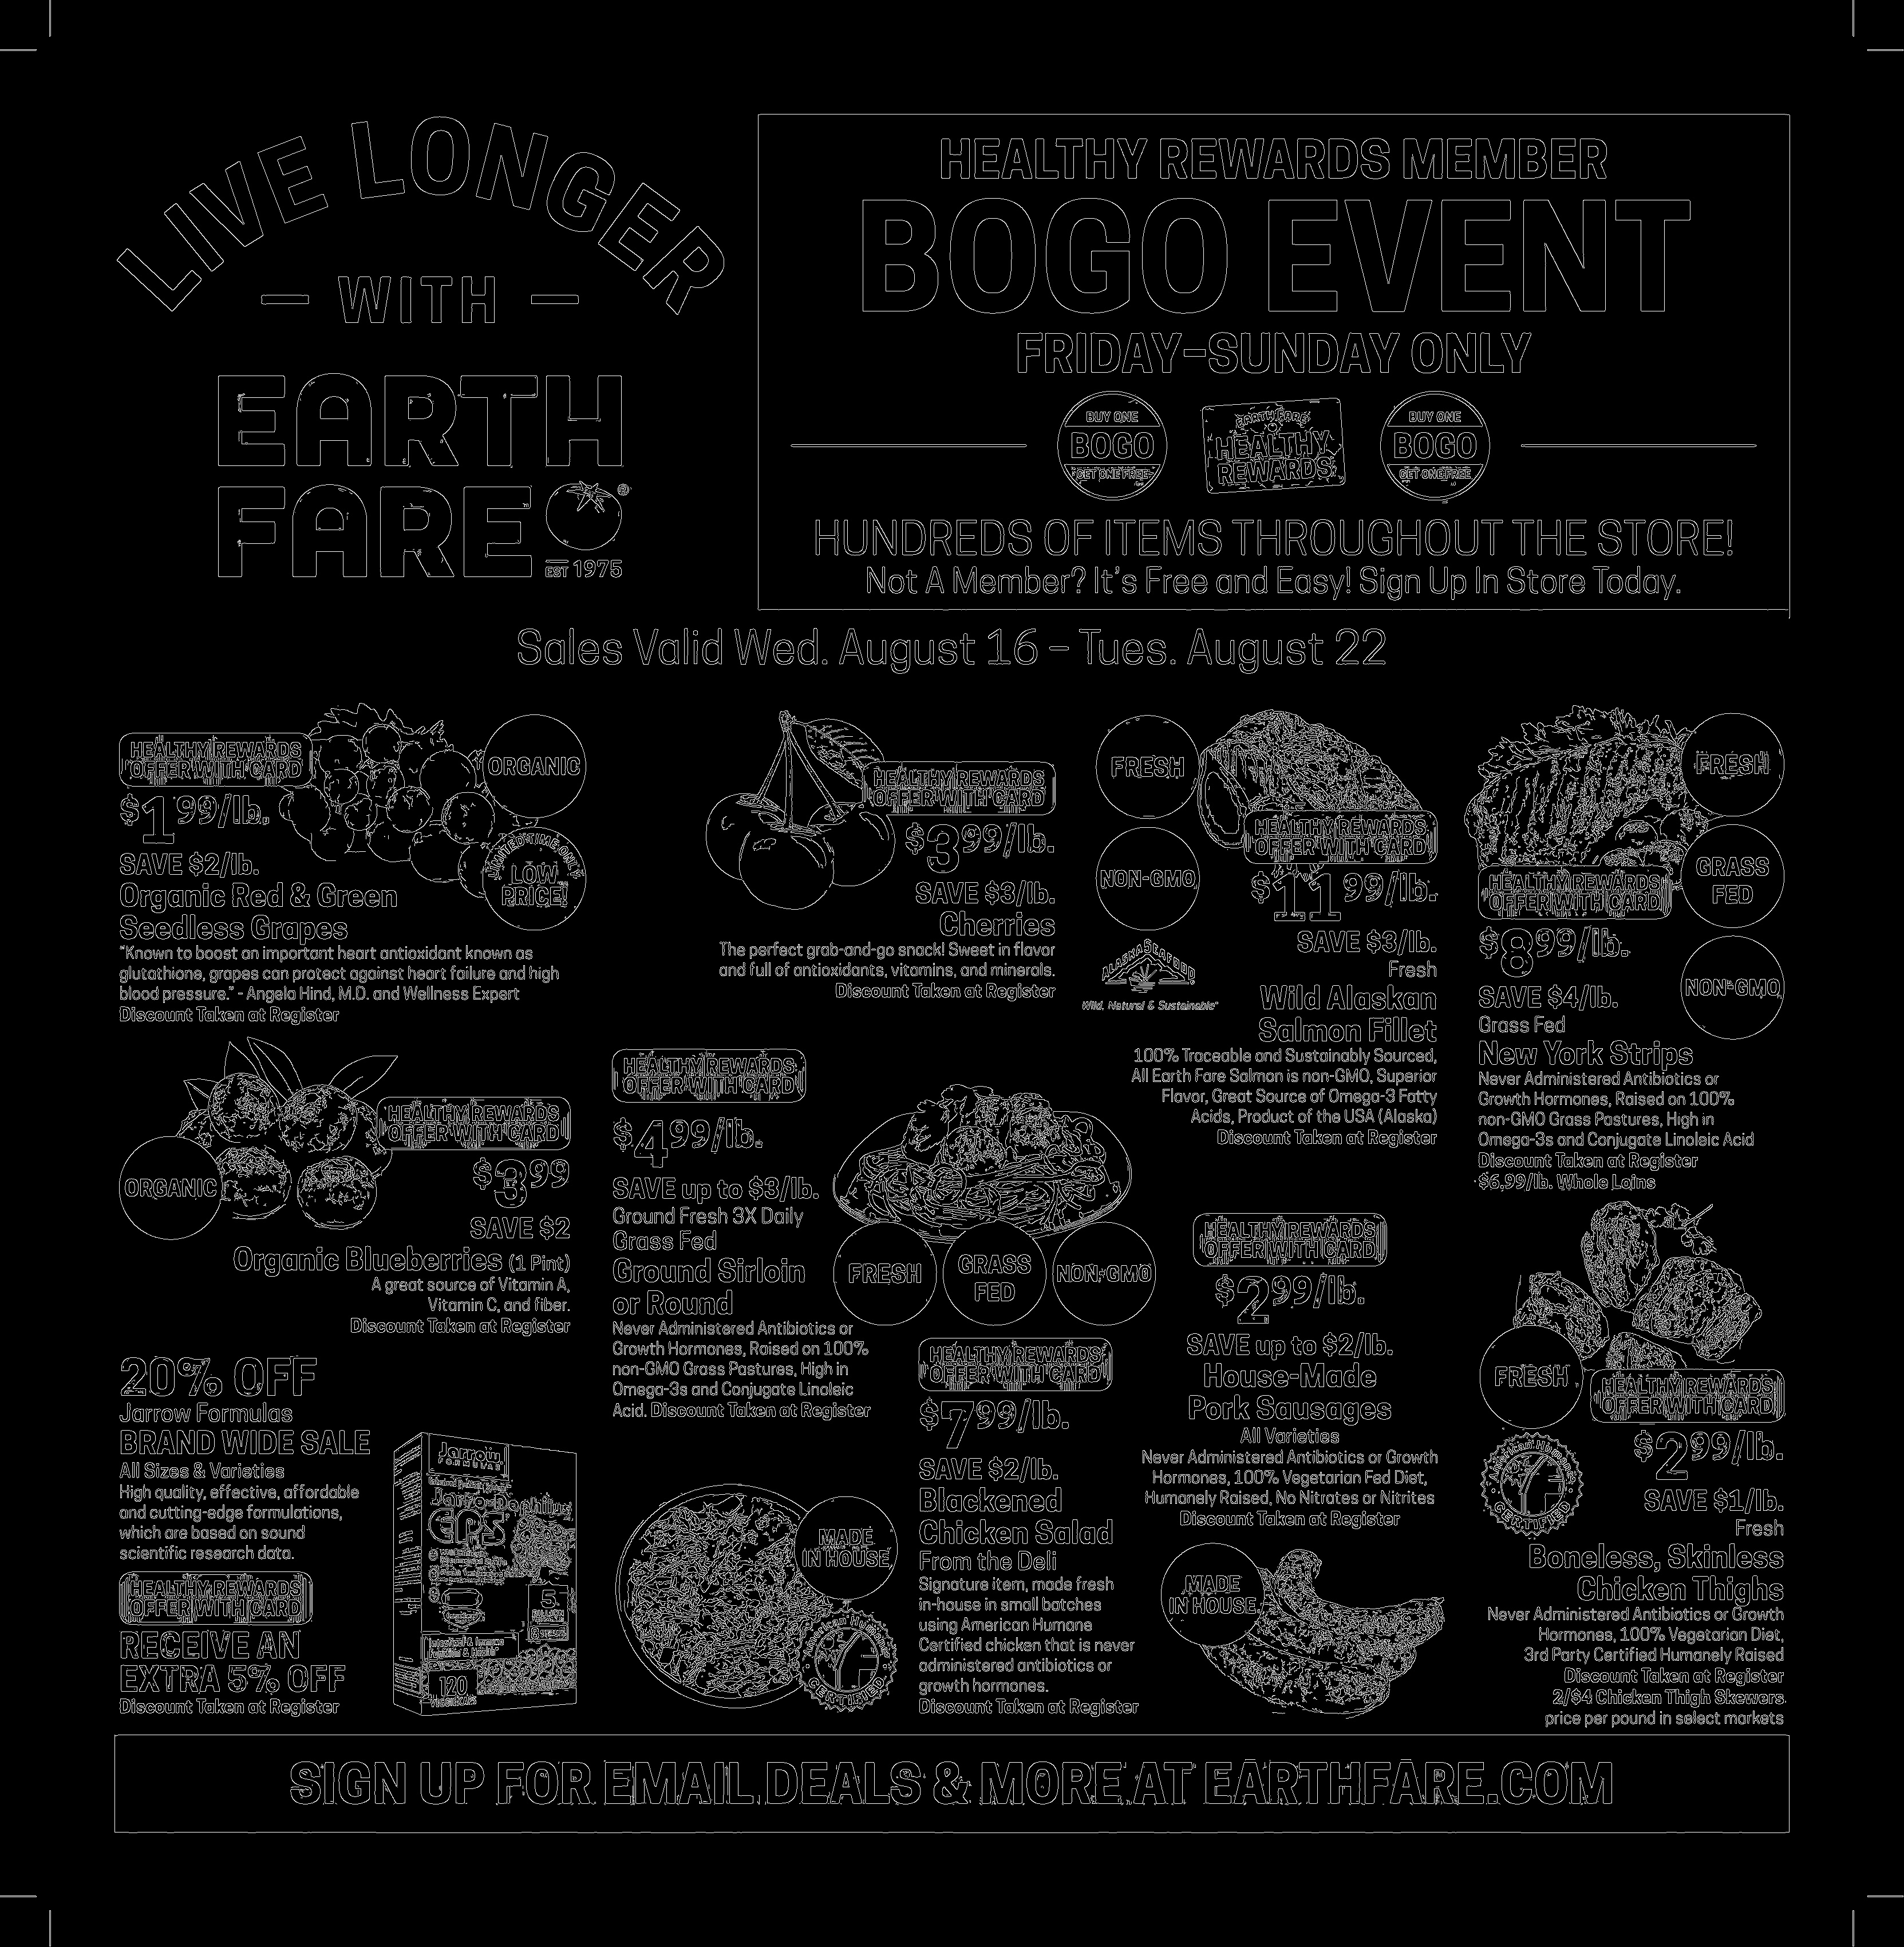 LIVE LONGER
WITH
EARTH
FARE
®
EST 1975
HEALTHY REWARDS MEMBER
BOGO EVENT
FRIDAY–SUNDAY ONLY
BUY ONE
BOGO
GET ONE FREE
EARTH FARE
HEALTHY
REWARDS
BUY ONE
BOGO
GET ONE FREE
HUNDREDS OF ITEMS THROUGHOUT THE STORE!
Not A Member? It's Free and Easy! Sign Up In Store Today.
Sales Valid Wed. August 16 – Tues. August 22
HEALTHY REWARDS
OFFER WITH CARD
ORGANIC
$1.99/lb.
LIMITED TIME ONLY
LOW
PRICE!
SAVE $2/lb.
Organic Red & Green
Seedless Grapes
"Known to boost an important heart antioxidant known as
glutathione, grapes can protect against heart failure and high
blood pressure." - Angela Hind, M.D. and Wellness Expert
Discount Taken at Register
HEALTHY REWARDS
OFFER WITH CARD
$3.99/lb.
SAVE $3/lb.
Cherries
The perfect grab-and-go snack! Sweet in flavor
and full of antioxidants, vitamins, and minerals.
Discount Taken at Register
FRESH
NON-GMO
ALASKA SEAFOOD
Wild, Natural & Sustainable®
HEALTHY REWARDS
OFFER WITH CARD
$11.99/lb.
SAVE $3/lb.
Fresh
Wild Alaskan
Salmon Fillet
100% Traceable and Sustainably Sourced,
All Earth Fare Salmon is non-GMO, Superior
Flavor, Great Source of Omega-3 Fatty
Acids, Product of the USA (Alaska)
Discount Taken at Register
FRESH
GRASS
FED
NON-GMO
HEALTHY REWARDS
OFFER WITH CARD
$8.99/lb.
SAVE $4/lb.
Grass Fed
New York Strips
Never Administered Antibiotics or
Growth Hormones, Raised on 100%
non-GMO Grass Pastures, High in
Omega-3s and Conjugate Linoleic Acid
Discount Taken at Register
$6.99/lb. Whole Loins
HEALTHY REWARDS
OFFER WITH CARD
ORGANIC
$3.99
SAVE $2
Organic Blueberries (1 Pint)
A great source of Vitamin A,
Vitamin C, and fiber.
Discount Taken at Register
HEALTHY REWARDS
OFFER WITH CARD
$4.99/lb.
SAVE up to $3/lb.
Ground Fresh 3X Daily
Grass Fed
Ground Sirloin
or Round
FRESH
GRASS
FED
NON-GMO
Never Administered Antibiotics or
Growth Hormones, Raised on 100%
non-GMO Grass Pastures, High in
Omega-3s and Conjugate Linoleic
Acid. Discount Taken at Register
HEALTHY REWARDS
OFFER WITH CARD
$2.99/lb.
SAVE up to $2/lb.
House-Made
Pork Sausages
All Varieties
Never Administered Antibiotics or Growth
Hormones, 100% Vegetarian Fed Diet,
Humanely Raised, No Nitrates or Nitrites
Discount Taken at Register
MADE
IN HOUSE
FRESH
HEALTHY REWARDS
OFFER WITH CARD
American Humane
CERTIFIED
$2.99/lb.
SAVE $1/lb.
Fresh
Boneless, Skinless
Chicken Thighs
Never Administered Antibiotics or Growth
Hormones, 100% Vegetarian Diet,
3rd Party Certified Humanely Raised
Discount Taken at Register
2/$4 Chicken Thigh Skewers
price per pound in select markets
20% OFF
Jarrow Formulas
BRAND WIDE SALE
All Sizes & Varieties
High quality, effective, affordable
and cutting-edge formulations,
which are based on sound
scientific research data.
HEALTHY REWARDS
OFFER WITH CARD
RECEIVE AN
EXTRA 5% OFF
Discount Taken at Register
Jarrow
FORMULAS
Jarro-Dophilus
EPS
5
120
MADE
IN HOUSE
American Humane
CERTIFIED
HEALTHY REWARDS
OFFER WITH CARD
$7.99/lb.
SAVE $2/lb.
Blackened
Chicken Salad
From the Deli
Signature item, made fresh
in-house in small batches
using American Humane
Certified chicken that is never
administered antibiotics or
growth hormones.
Discount Taken at Register
SIGN UP FOR EMAIL DEALS & MORE AT EARTHFARE.COM